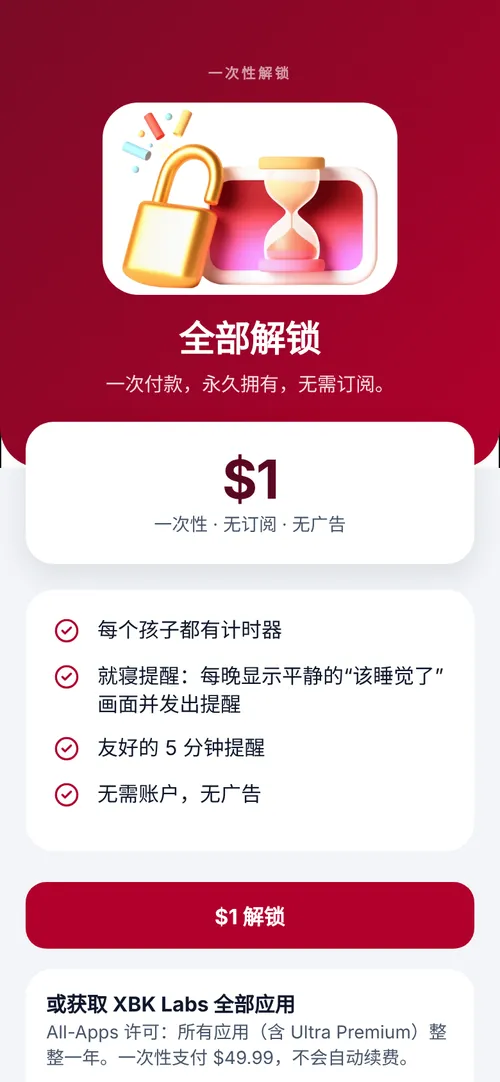 一次性解锁
全部解锁
一次付款，永久拥有，无需订阅。
$1
一次性 · 无订阅 · 无广告
每个孩子都有计时器
就寝提醒：每晚显示平静的“该睡觉了”
画面并发出提醒
友好的 5 分钟提醒
无需账户，无广告
$1 解锁
或获取 XBK Labs 全部应用
All-Apps 许可：所有应用（含 Ultra Premium）整
整一年。一次性支付 $49.99，不会自动续费。